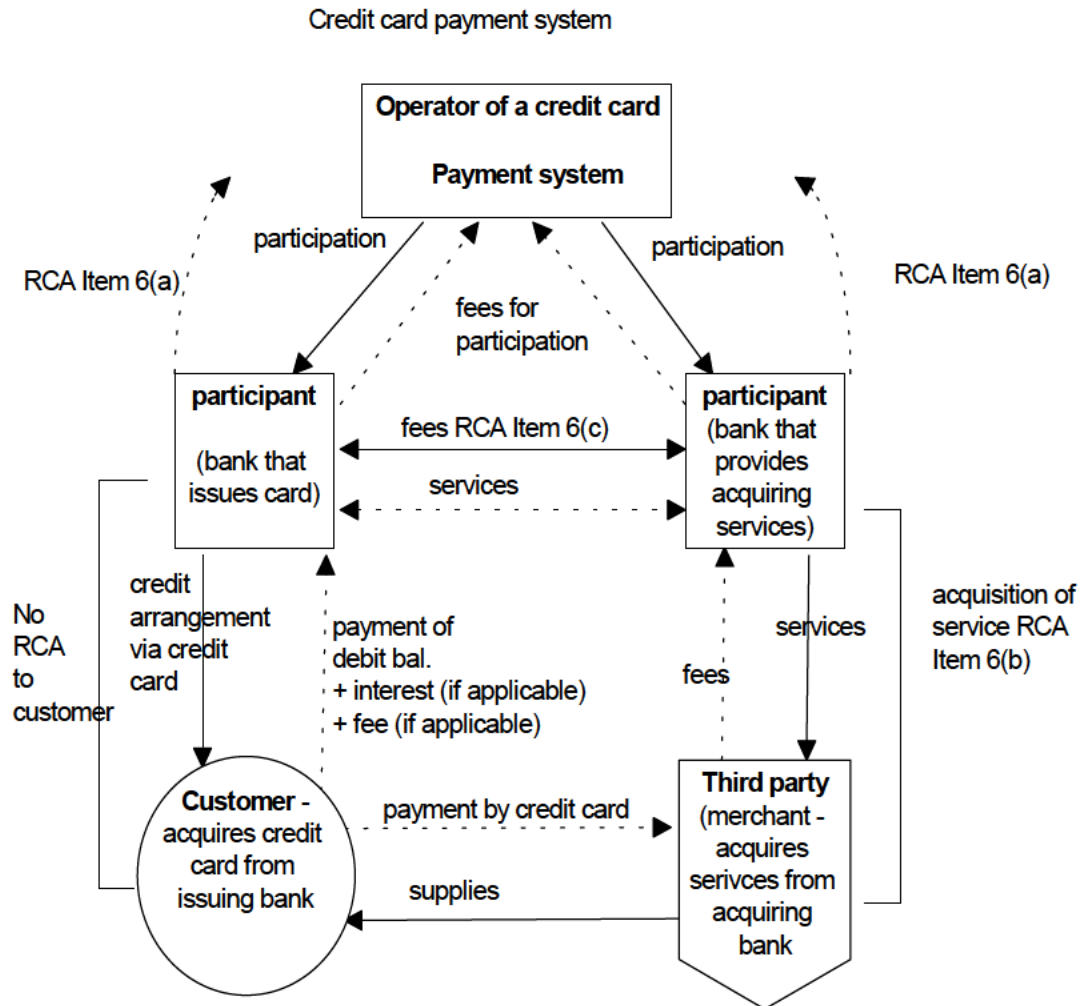 Credit card payment system
Operator of a credit card
Payment system
participation
participation
RCA Item 6(a)
RCA Item 6(a)
fees for
participation
participant
(bank that
issues card)
fees RCA Item 6(c)
services
participant
(bank that
provides
acquiring
services)
No
RCA
to
customer
credit
arrangement
via credit
card
payment of
debit bal.
+ interest (if applicable)
+ fee (if applicable)
fees
services
acquisition of
service RCA
Item 6(b)
Customer -
acquires credit
card from
issuing bank
payment by credit card
supplies
Third party
(merchant -
acquires
serivces from
acquiring
bank